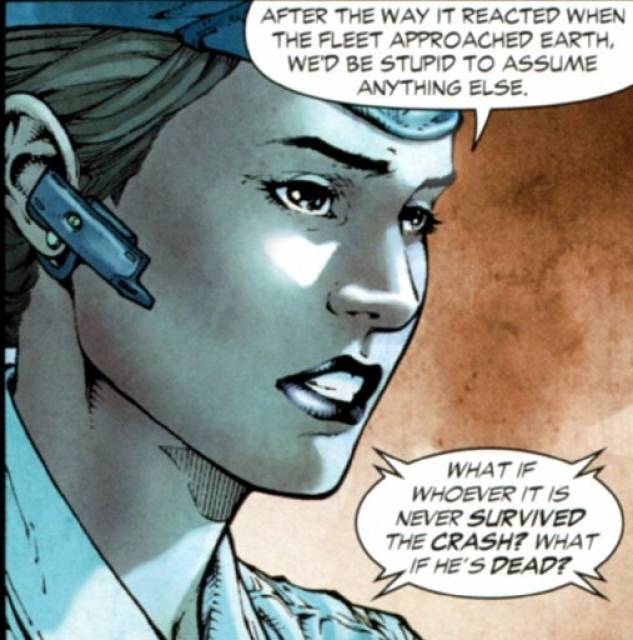 AFTER THE WAY IT REACTED WHEN
THE FLEET APPROACHED EARTH,
WE'D BE STUPID TO ASSUME
ANYTHING ELSE.
WHAT IF
WHOEVER IT IS
NEVER SURVIVED
THE CRASH? WHAT
IF HE'S DEAD?